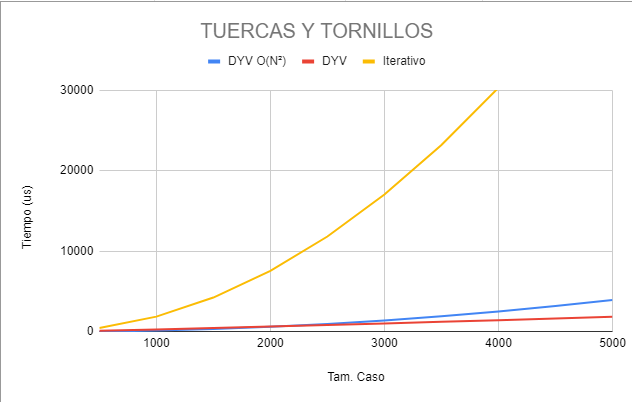 TUERCAS Y TORNILLOS
DYV O(N²) DYV Iterativo
30000
20000
10000
0
Tiempo (us)
1000 2000 3000 4000 5000
Tam. Caso